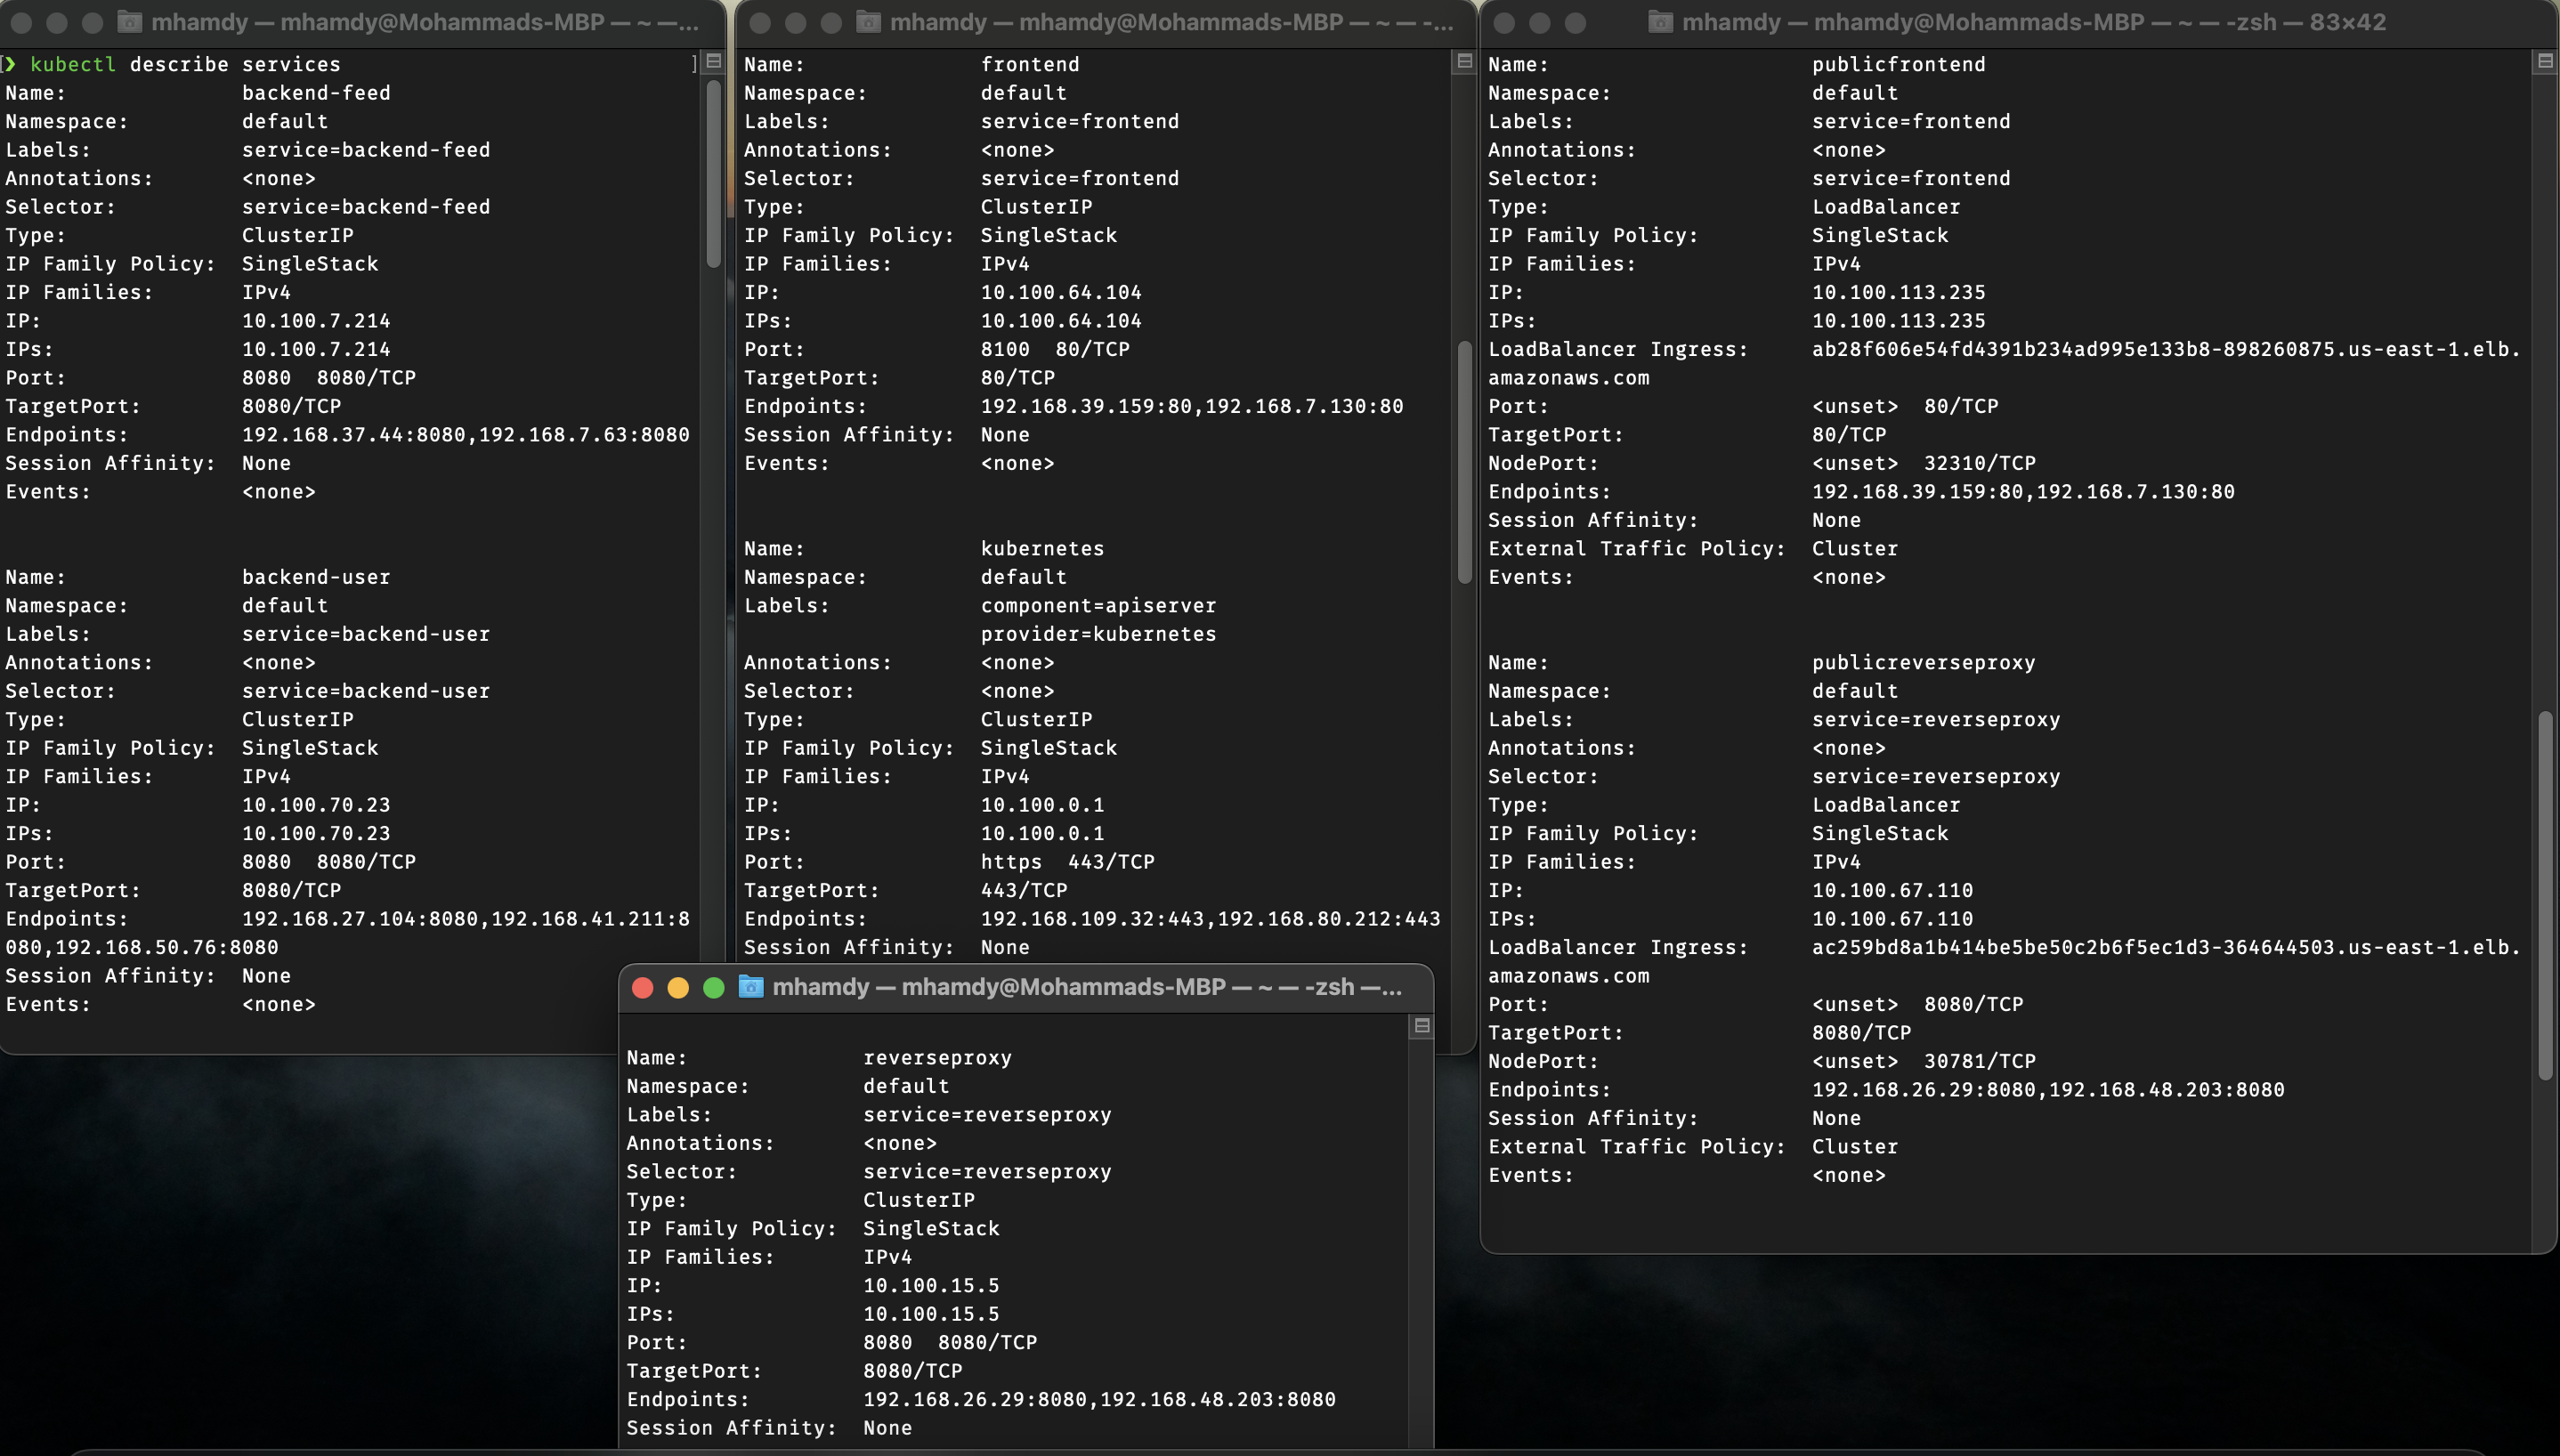 mhamdy — mhamdy@Mohammads-MBP — ~ —...
[❯ kubectl describe services ]
Name: backend-feed
Namespace: default
Labels: service=backend-feed
Annotations: <none>
Selector: service=backend-feed
Type: ClusterIP
IP Family Policy: SingleStack
IP Families: IPv4
IP: 10.100.7.214
IPs: 10.100.7.214
Port: 8080 8080/TCP
TargetPort: 8080/TCP
Endpoints: 192.168.37.44:8080,192.168.7.63:8080
Session Affinity: None
Events: <none>
Name: backend-user
Namespace: default
Labels: service=backend-user
Annotations: <none>
Selector: service=backend-user
Type: ClusterIP
IP Family Policy: SingleStack
IP Families: IPv4
IP: 10.100.70.23
IPs: 10.100.70.23
Port: 8080 8080/TCP
TargetPort: 8080/TCP
Endpoints: 192.168.27.104:8080,192.168.41.211:8
080,192.168.50.76:8080
Session Affinity: None
Events: <none>
mhamdy — mhamdy@Mohammads-MBP — ~ — -...
Name: frontend
Namespace: default
Labels: service=frontend
Annotations: <none>
Selector: service=frontend
Type: ClusterIP
IP Family Policy: SingleStack
IP Families: IPv4
IP: 10.100.64.104
IPs: 10.100.64.104
Port: 8100 80/TCP
TargetPort: 80/TCP
Endpoints: 192.168.39.159:80,192.168.7.130:80
Session Affinity: None
Events: <none>
Name: kubernetes
Namespace: default
Labels: component=apiserver
provider=kubernetes
Annotations: <none>
Selector: <none>
Type: ClusterIP
IP Family Policy: SingleStack
IP Families: IPv4
IP: 10.100.0.1
IPs: 10.100.0.1
Port: https 443/TCP
TargetPort: 443/TCP
Endpoints: 192.168.109.32:443,192.168.80.212:443
Session Affinity: None
mhamdy — mhamdy@Mohammads-MBP — ~ — -zsh — 83×42
Name: publicfrontend
Namespace: default
Labels: service=frontend
Annotations: <none>
Selector: service=frontend
Type: LoadBalancer
IP Family Policy: SingleStack
IP Families: IPv4
IP: 10.100.113.235
IPs: 10.100.113.235
LoadBalancer Ingress: ab28f606e54fd4391b234ad995e133b8-898260875.us-east-1.elb.
amazonaws.com
Port: <unset> 80/TCP
TargetPort: 80/TCP
NodePort: <unset> 32310/TCP
Endpoints: 192.168.39.159:80,192.168.7.130:80
Session Affinity: None
External Traffic Policy: Cluster
Events: <none>
Name: publicreverseproxy
Namespace: default
Labels: service=reverseproxy
Annotations: <none>
Selector: service=reverseproxy
Type: LoadBalancer
IP Family Policy: SingleStack
IP Families: IPv4
IP: 10.100.67.110
IPs: 10.100.67.110
LoadBalancer Ingress: ac259bd8a1b414be5be50c2b6f5ec1d3-364644503.us-east-1.elb.
amazonaws.com
Port: <unset> 8080/TCP
TargetPort: 8080/TCP
NodePort: <unset> 30781/TCP
Endpoints: 192.168.26.29:8080,192.168.48.203:8080
Session Affinity: None
External Traffic Policy: Cluster
Events: <none>
mhamdy — mhamdy@Mohammads-MBP — ~ — -zsh —...
Name: reverseproxy
Namespace: default
Labels: service=reverseproxy
Annotations: <none>
Selector: service=reverseproxy
Type: ClusterIP
IP Family Policy: SingleStack
IP Families: IPv4
IP: 10.100.15.5
IPs: 10.100.15.5
Port: 8080 8080/TCP
TargetPort: 8080/TCP
Endpoints: 192.168.26.29:8080,192.168.48.203:8080
Session Affinity: None